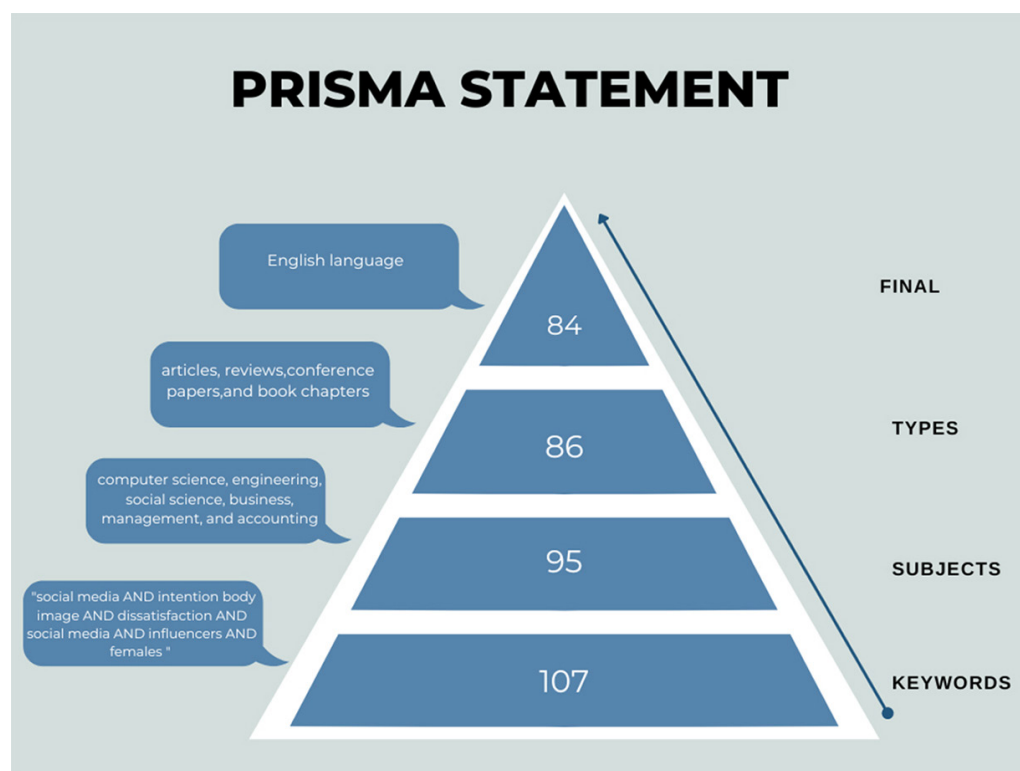 PRISMA STATEMENT
English language
84
FINAL
articles, reviews,conference
papers,and book chapters
86
TYPES
computer science, engineering,
social science, business,
management, and accounting
95
SUBJECTS
"social media AND intention body
image AND dissatisfaction AND
social media AND influencers AND
females "
107
KEYWORDS